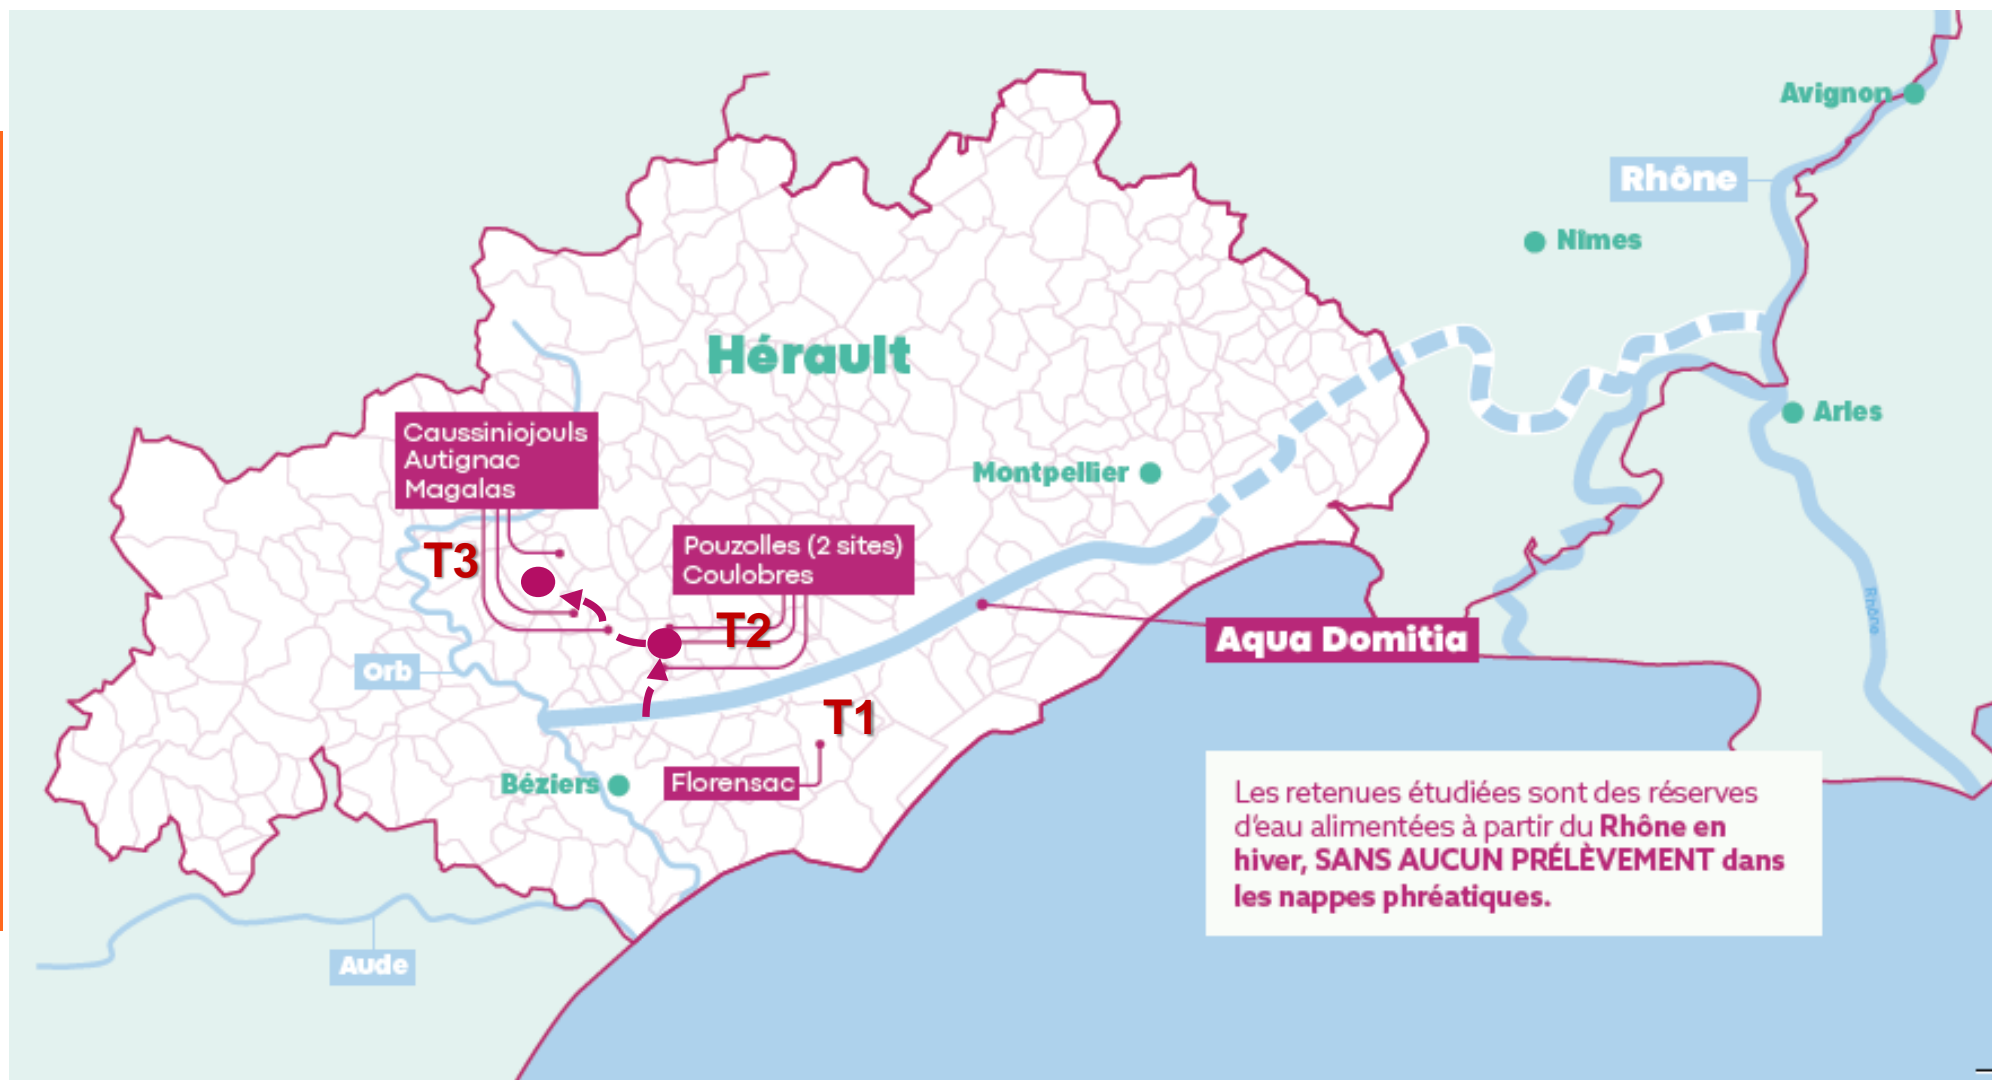 Avignon
Rhône
Nîmes
Hérault
Arles
Caussiniojouls
Autignac
Magalas
Montpellier
T3
Pouzolles (2 sites)
Coulobres
T2
Rhône
Aqua Domitia
Orb
T1
Béziers
Florensac
Les retenues étudiées sont des réserves
d'eau alimentées à partir du Rhône en
hiver, SANS AUCUN PRÉLÈVEMENT dans
les nappes phréatiques.
Aude